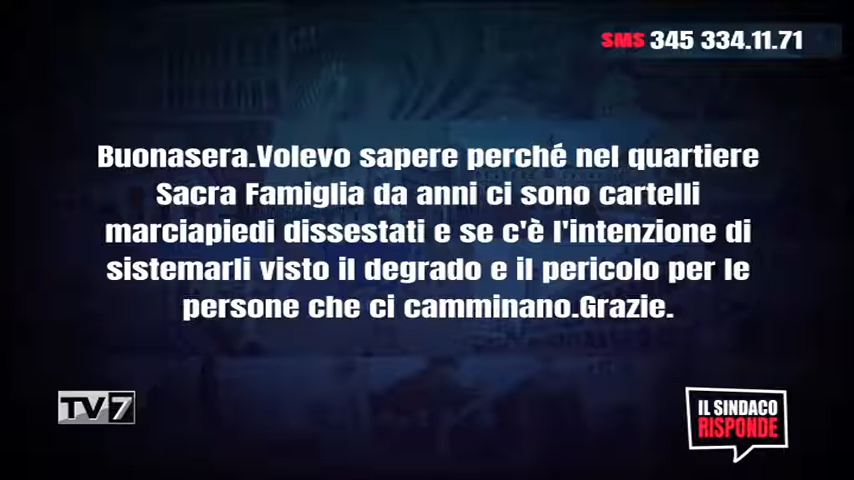 SMS 345 334.11.71
Buonasera.Volevo sapere perché nel quartiere
Sacra Famiglia da anni ci sono cartelli
marciapiedi dissestati e se c'è l'intenzione di
sistemarli visto il degrado e il pericolo per le
persone che ci camminano.Grazie.
TV7
IL SINDACO
RISPONDE